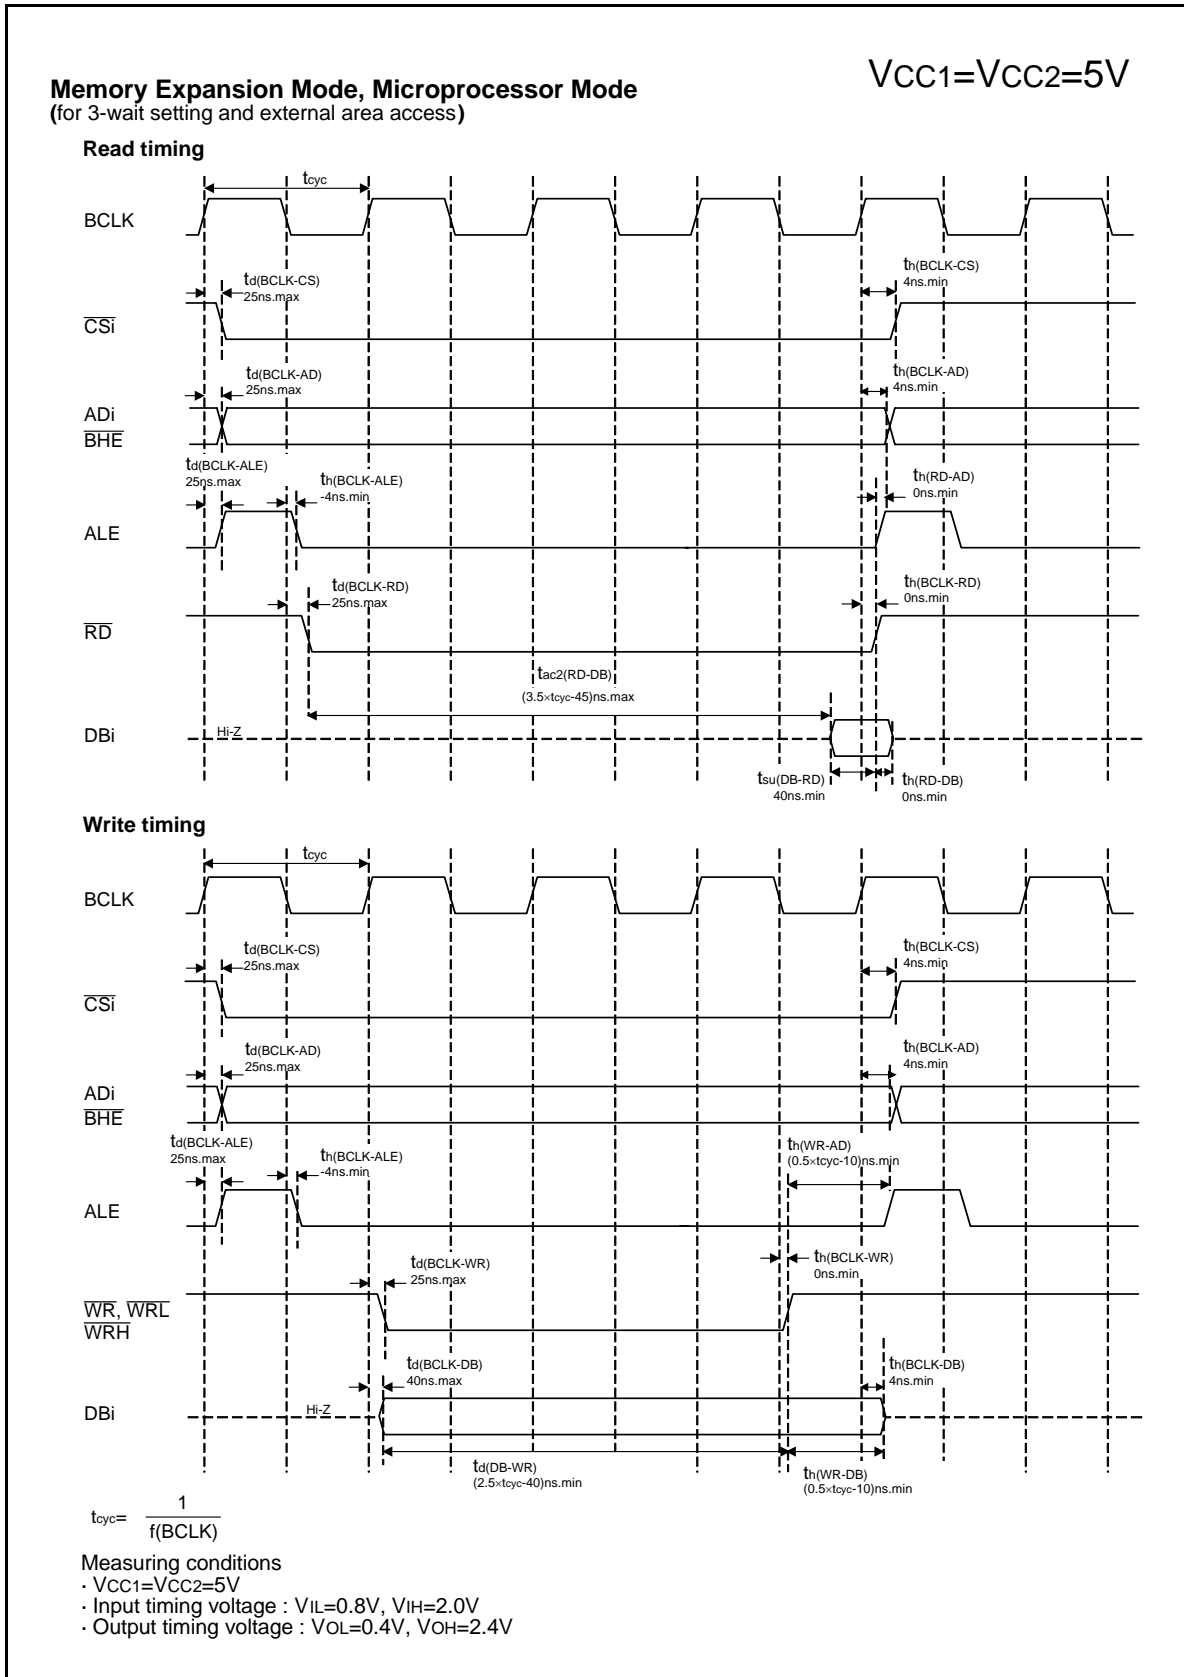 VCC1=VCC2=5V
Memory Expansion Mode, Microprocessor Mode
(for 3-wait setting and external area access)
Read timing
tcyc
BCLK
td(BCLK-CS)
25ns.max
th(BCLK-CS)
4ns.min
CSi
td(BCLK-AD)
25ns.max
th(BCLK-AD)
4ns.min
ADi
BHE
td(BCLK-ALE)
25ns.max
th(BCLK-ALE)
-4ns.min
th(RD-AD)
0ns.min
ALE
td(BCLK-RD)
25ns.max
th(BCLK-RD)
0ns.min
RD
tac2(RD-DB)
(3.5×tcyc-45)ns.max
DBi
Hi-Z
tsu(DB-RD)
40ns.min
th(RD-DB)
0ns.min
Write timing
tcyc
BCLK
td(BCLK-CS)
25ns.max
th(BCLK-CS)
4ns.min
CSi
td(BCLK-AD)
25ns.max
th(BCLK-AD)
4ns.min
ADi
BHE
td(BCLK-ALE)
25ns.max
th(BCLK-ALE)
-4ns.min
th(WR-AD)
(0.5×tcyc-10)ns.min
ALE
td(BCLK-WR)
25ns.max
th(BCLK-WR)
0ns.min
WR, WRL
WRH
td(BCLK-DB)
40ns.max
th(BCLK-DB)
4ns.min
DBi
Hi-Z
td(DB-WR)
(2.5×tcyc-40)ns.min
th(WR-DB)
(0.5×tcyc-10)ns.min
tcyc= 1
f(BCLK)
Measuring conditions
· VCC1=VCC2=5V
· Input timing voltage : VIL=0.8V, VIH=2.0V
· Output timing voltage : VOL=0.4V, VOH=2.4V